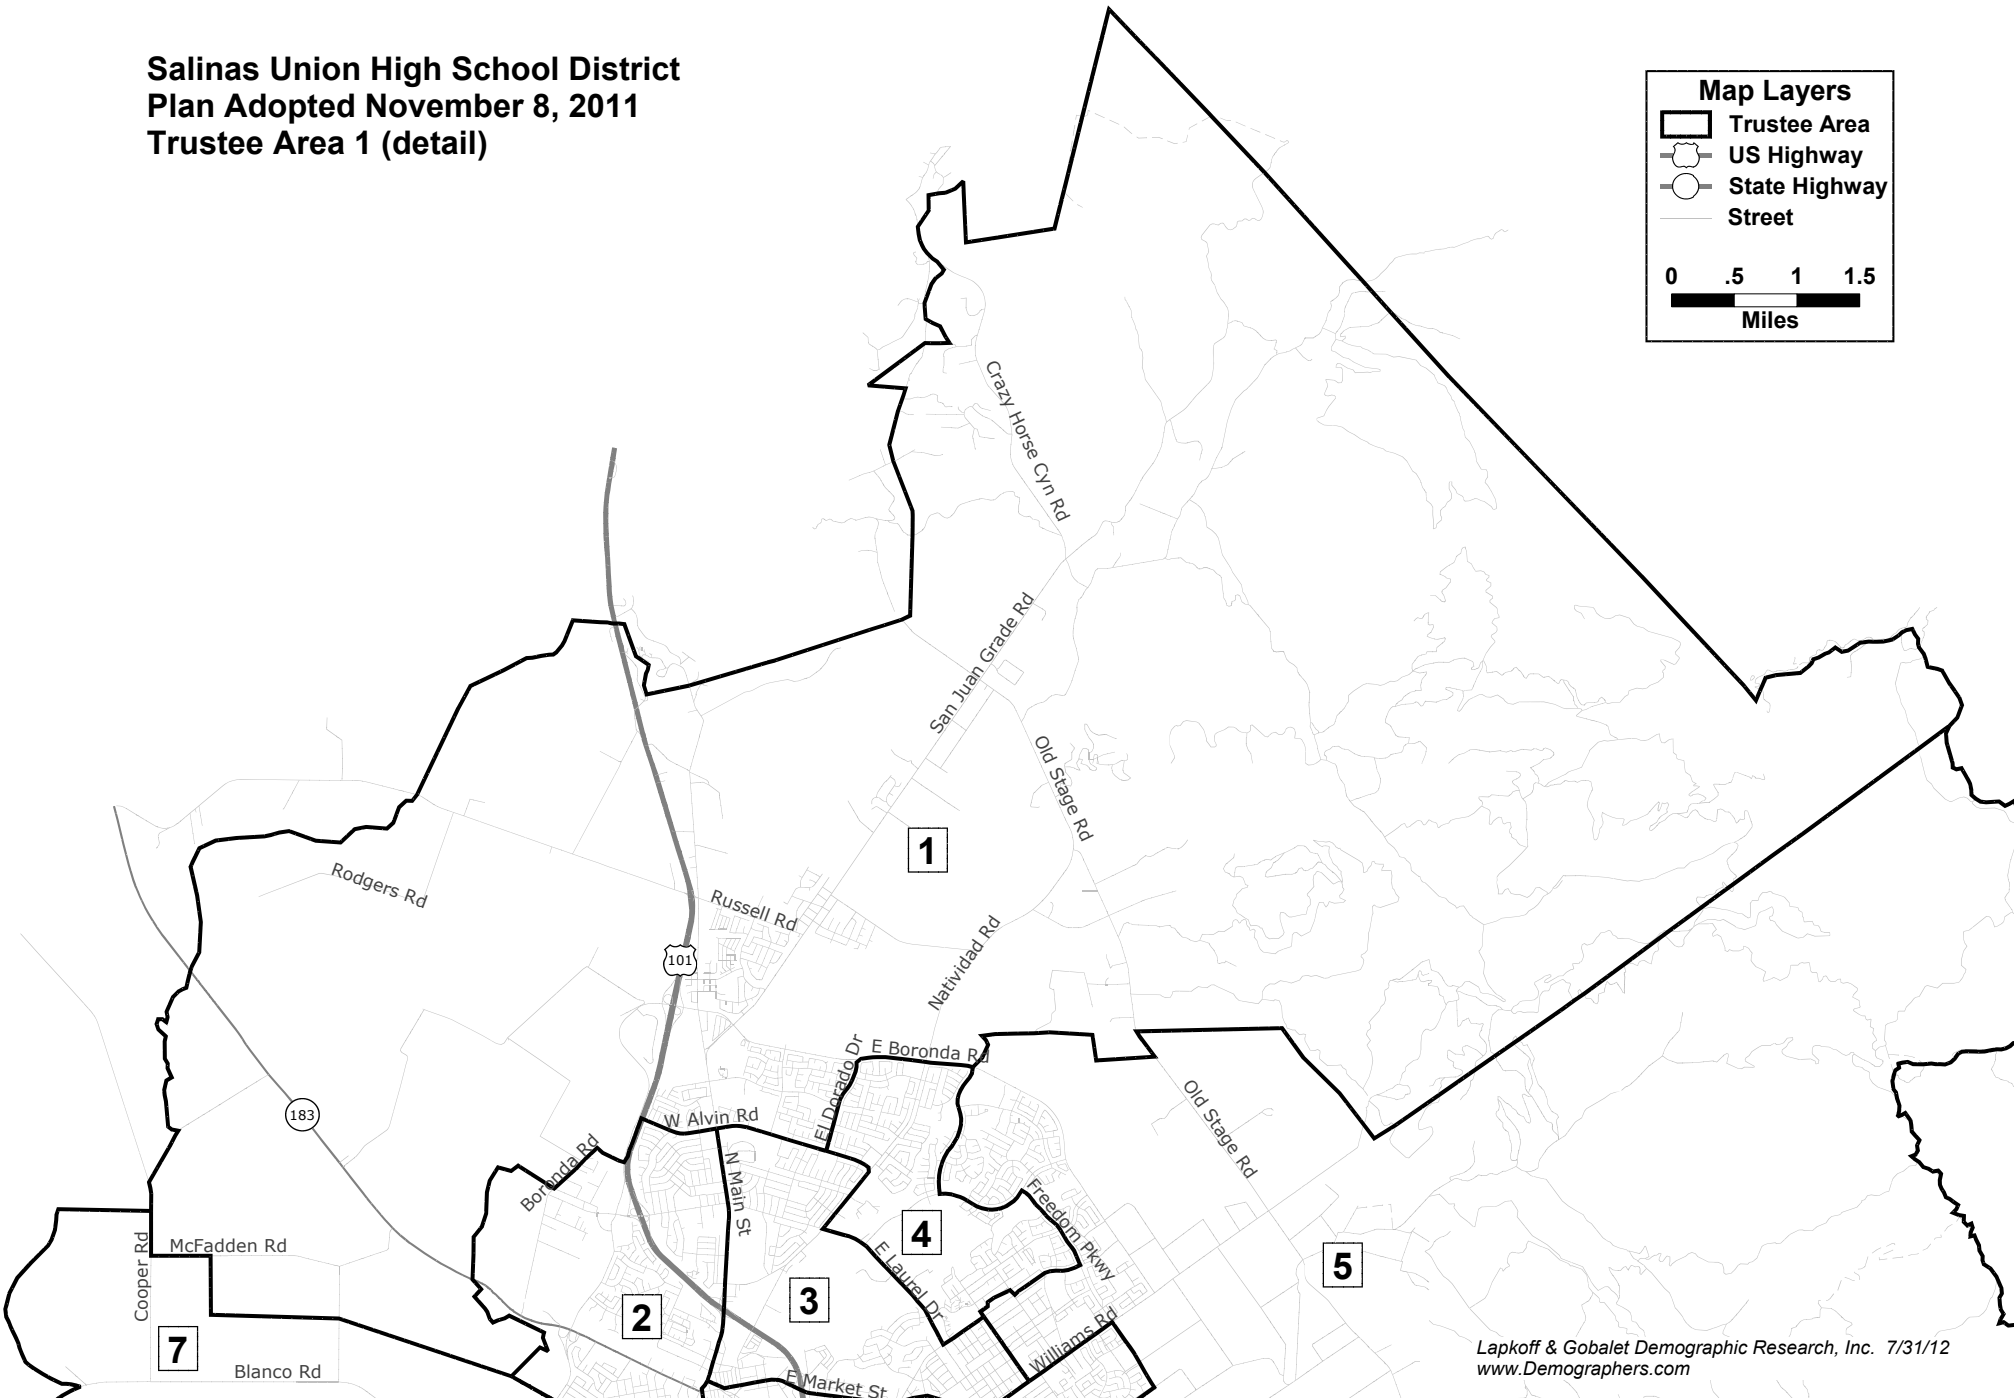 Salinas Union High School District
Plan Adopted November 8, 2011
Trustee Area 1 (detail)
Map Layers
Trustee Area
US Highway
State Highway
Street
0 .5 1 1.5
Miles
Crazy Horse Cyn Rd
San Juan Grade Rd
Old Stage Rd
1
Rodgers Rd
Russell Rd
101
Natividad Rd
E Boronda Rd
El Dorado Dr
183
W Alvin Rd
Old Stage Rd
Boronda Rd
N Main St
Freedom Pkwy
4
McFadden Rd
Cooper Rd
E Laurel Dr
5
3
2
7
Williams Rd
Blanco Rd
E Market St
Lapkoff & Gobalet Demographic Research, Inc. 7/31/12
www.Demographers.com